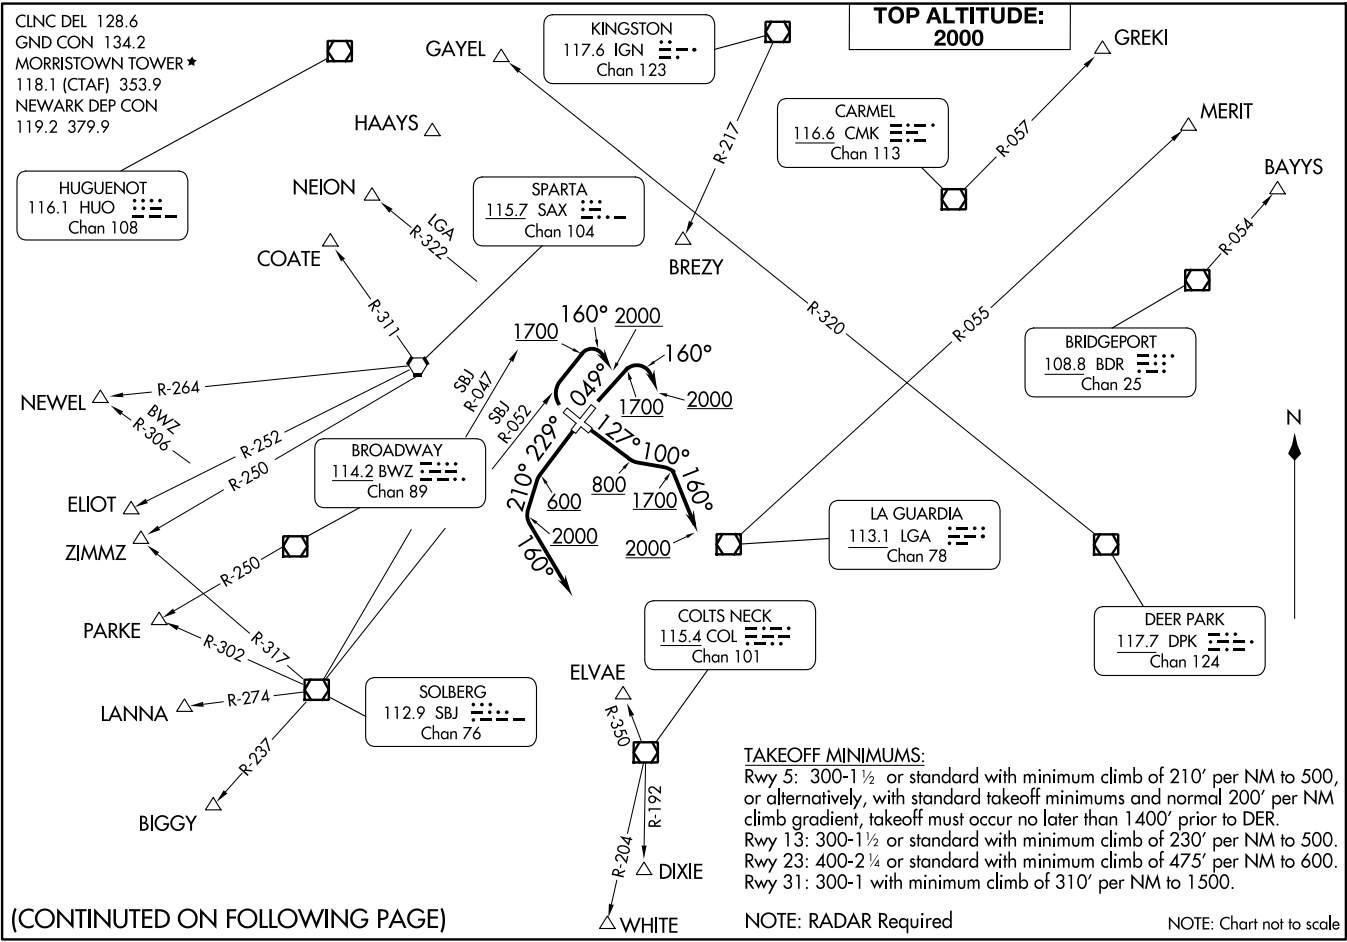 CLNC DEL 128.6
GND CON 134.2
MORRISTOWN TOWER ★
118.1 (CTAF) 353.9
NEWARK DEP CON
119.2 379.9
TOP ALTITUDE:
2000
KINGSTON
117.6 IGN
Chan 123
GAYEL
GREKI
HAAYS
CARMEL
116.6 CMK
Chan 113
R-057
MERIT
R-217
BAYYS
HUGUENOT
116.1 HUO
Chan 108
NEION
SPARTA
115.7 SAX
Chan 104
LGA
R-322
COATE
BREZY
R-054
R-311
R-320
R-055
BRIDGEPORT
108.8 BDR
Chan 25
160°
2000
1700
160°
049°
1700
2000
NEWEL
R-264
BWZ
R-306
SBJ
R-047
SBJ
R-052
N
R-252
R-250
BROADWAY
114.2 BWZ
Chan 89
229°
127°
100°
210°
600
800
1700
160°
2000
2000
160°
ELIOT
ZIMMZ
LA GUARDIA
113.1 LGA
Chan 78
R-250
PARKE
R-302
R-317
COLTS NECK
115.4 COL
Chan 101
DEER PARK
117.7 DPK
Chan 124
ELVAE
R-350
LANNA
R-274
SOLBERG
112.9 SBJ
Chan 76
R-237
BIGGY
R-192
R-204
DIXIE
WHITE
TAKEOFF MINIMUMS:
Rwy 5: 300-1½ or standard with minimum climb of 210' per NM to 500,
or alternatively, with standard takeoff minimums and normal 200' per NM
climb gradient, takeoff must occur no later than 1400' prior to DER.
Rwy 13: 300-1½ or standard with minimum climb of 230' per NM to 500.
Rwy 23: 400-2¼ or standard with minimum climb of 475' per NM to 600.
Rwy 31: 300-1 with minimum climb of 310' per NM to 1500.
(CONTINUTED ON FOLLOWING PAGE)
NOTE: RADAR Required
NOTE: Chart not to scale